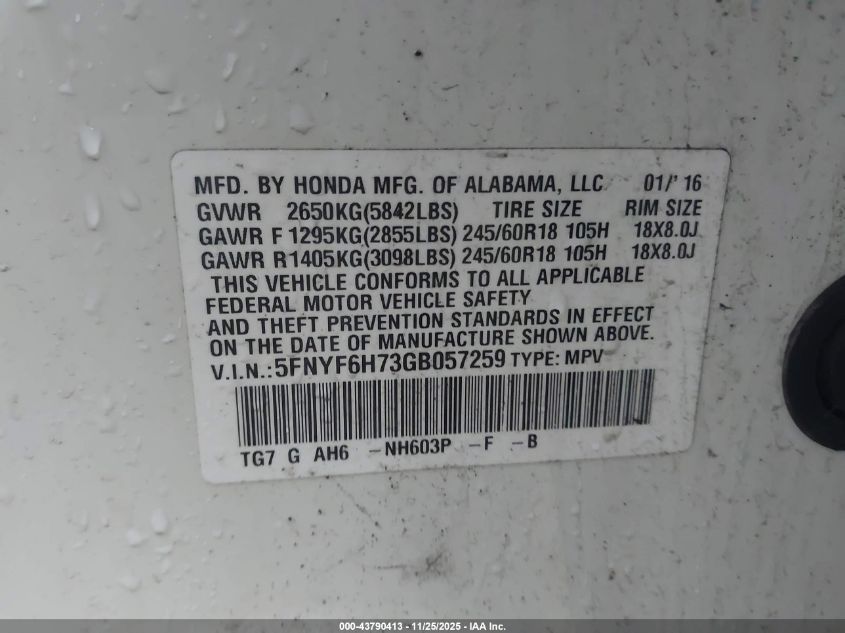 MFD. BY HONDA MFG. OF ALABAMA, LLC 01/'16
GVWR 2650KG(5842LBS) TIRE SIZE RIM SIZE
GAWR F 1295KG(2855LBS) 245/60R18 105H 18X8.0J
GAWR R1405KG(3098LBS) 245/60R18 105H 18X8.0J
THIS VEHICLE CONFORMS TO ALL APPLICABLE
FEDERAL MOTOR VEHICLE SAFETY
AND THEFT PREVENTION STANDARDS IN EFFECT
ON THE DATE OF MANUFACTURE SHOWN ABOVE.
V.I.N.:5FNYF6H73GB057259 TYPE: MPV
TG7 G AH6 -NH603P -F -B
000-43790413 - 11/25/2025 - IAA Inc.